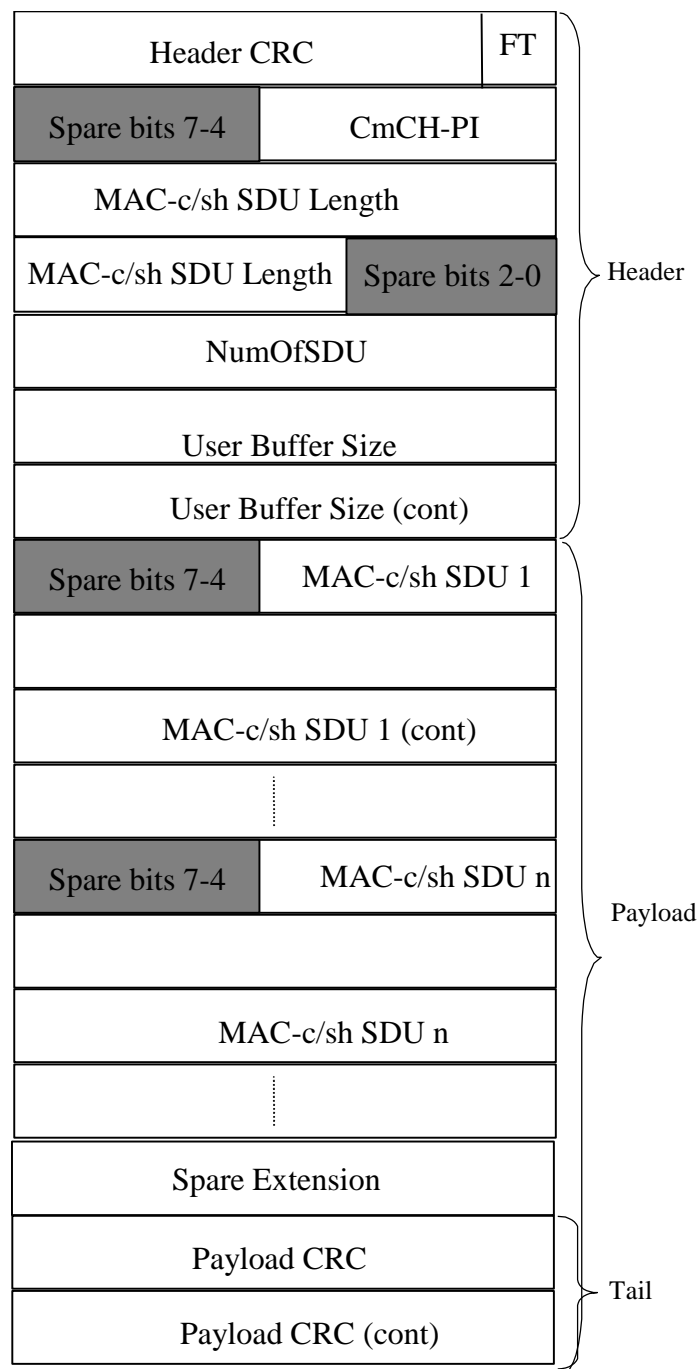 Header CRC FT
Spare bits 7-4 CmCH-PI
MAC-c/sh SDU Length
MAC-c/sh SDU Length Spare bits 2-0
Header
NumOfSDU
User Buffer Size
User Buffer Size (cont)
Spare bits 7-4 MAC-c/sh SDU 1
MAC-c/sh SDU 1 (cont)
Spare bits 7-4 MAC-c/sh SDU n
Payload
MAC-c/sh SDU n
Spare Extension
Payload CRC
Tail
Payload CRC (cont)